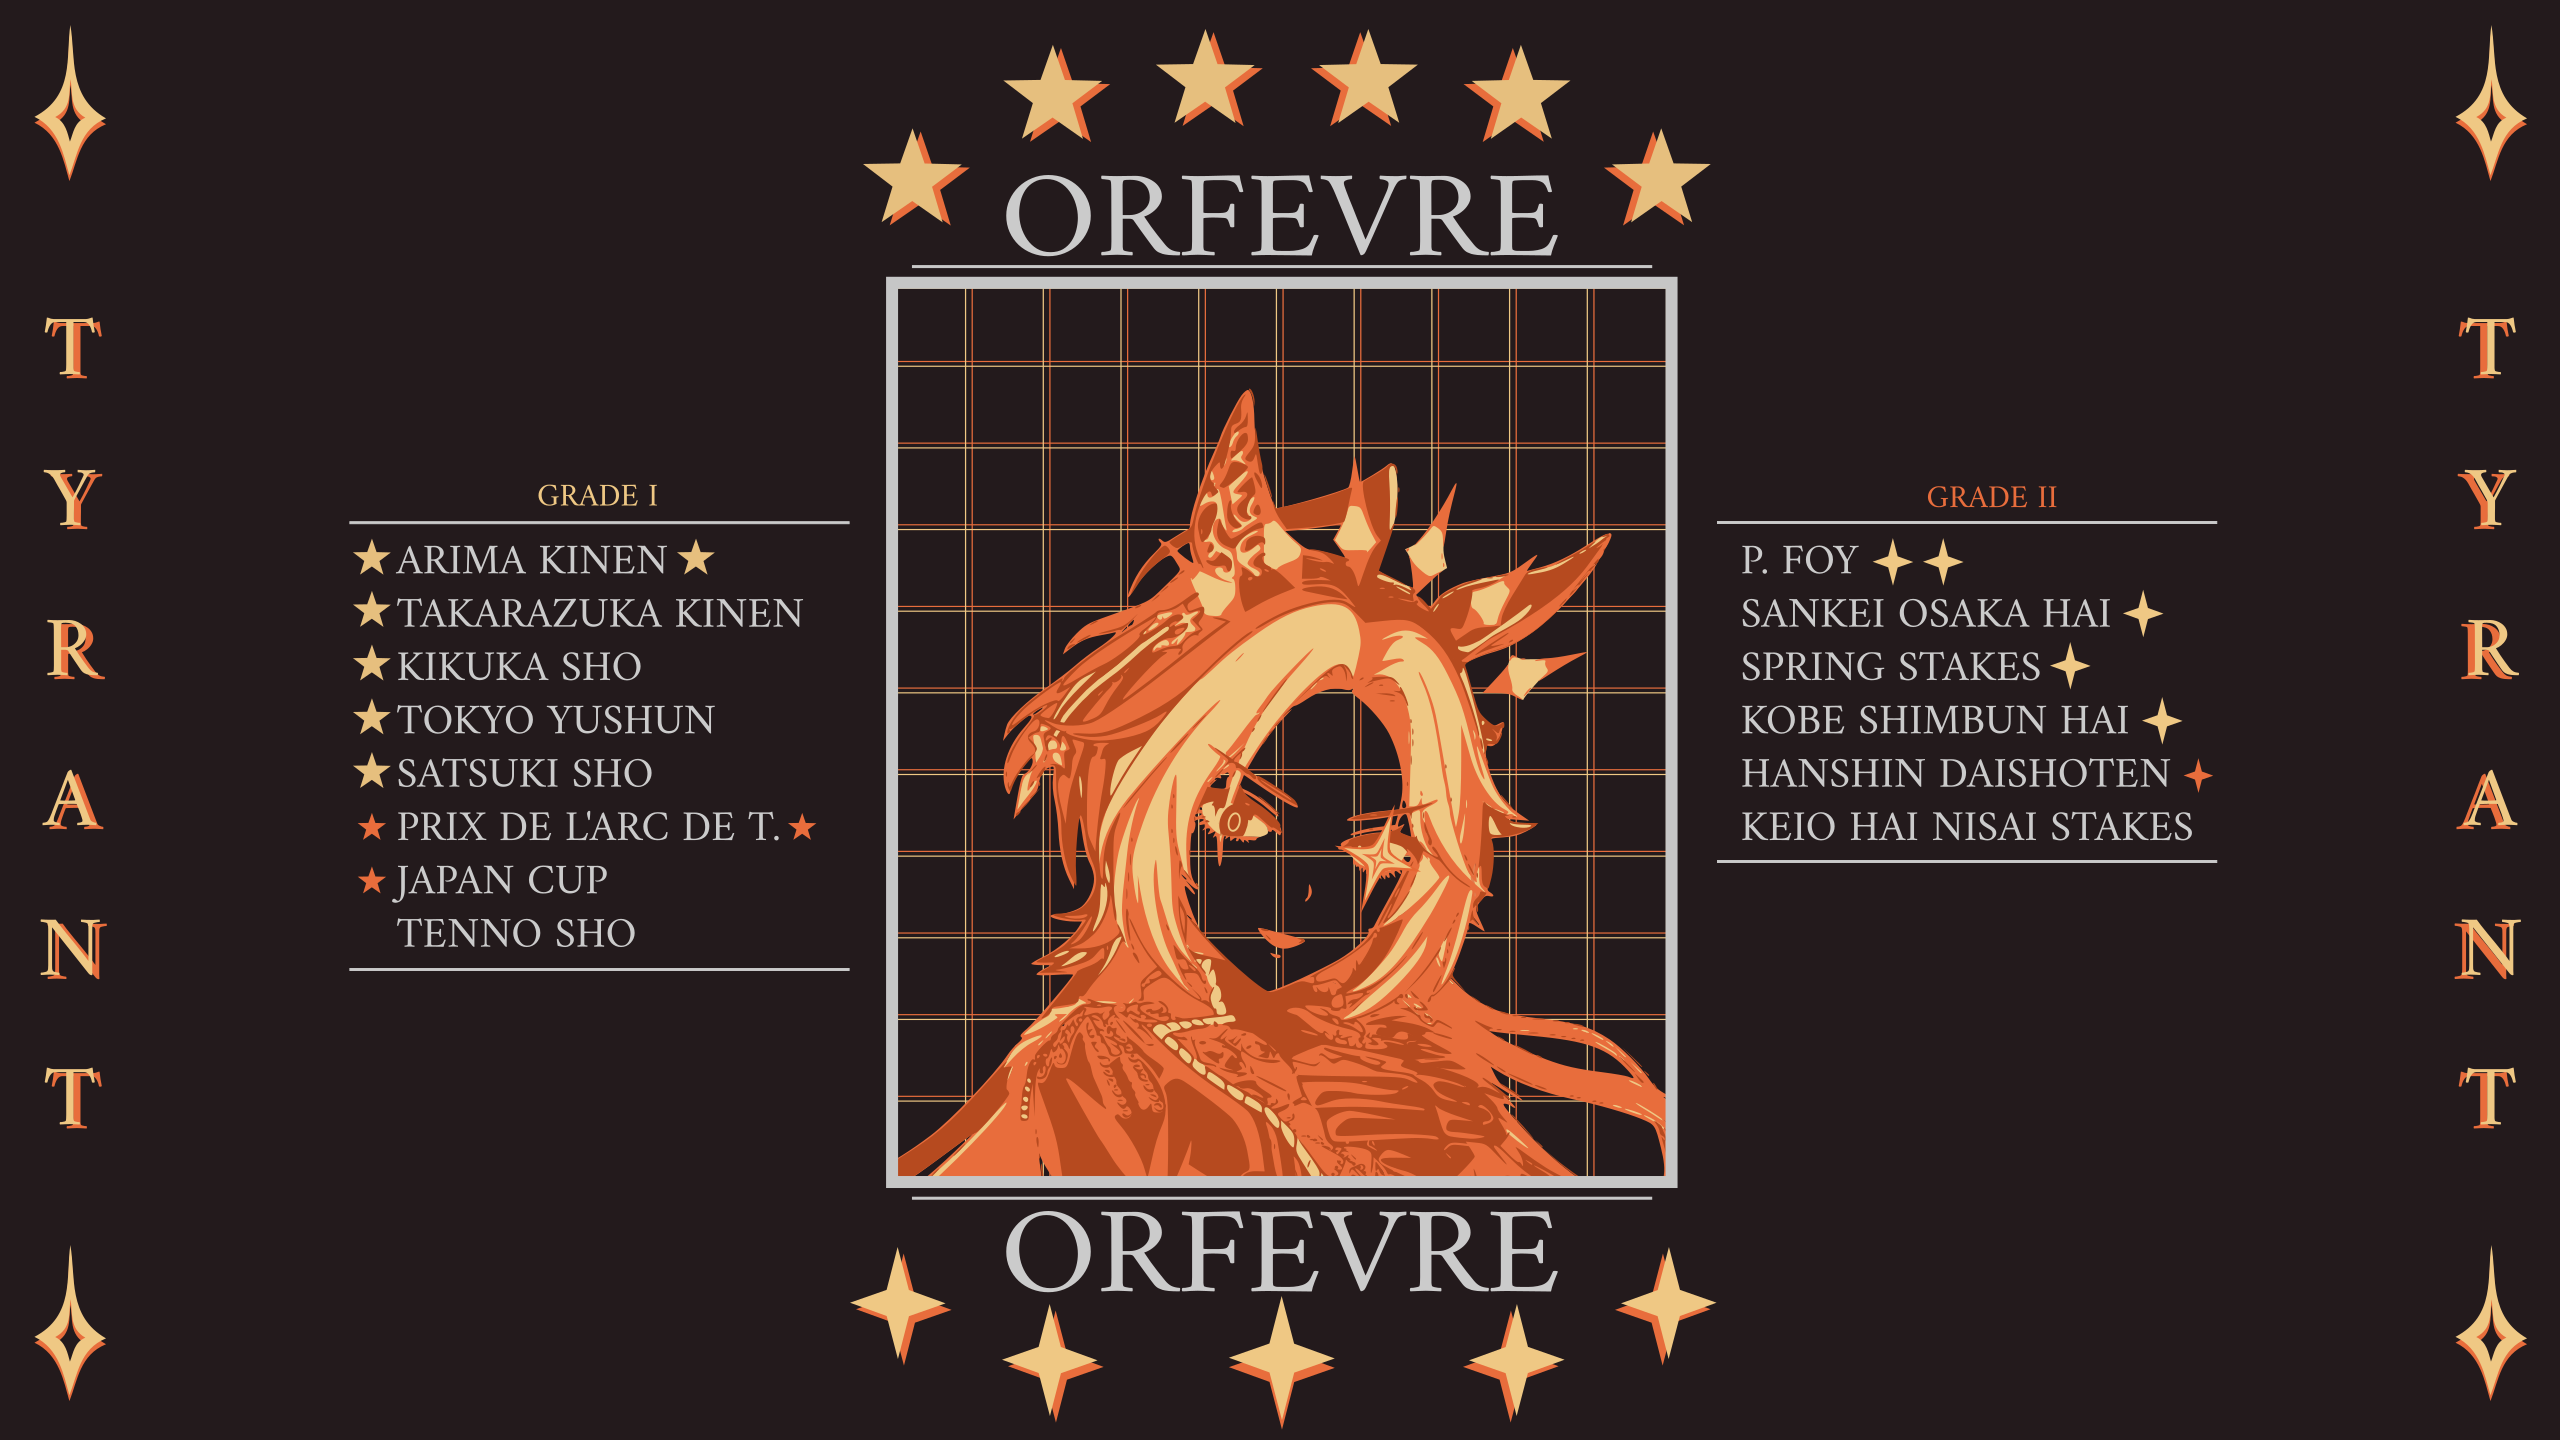 ORFEVRE
TYRANT
GRADE I
ARIMA KINEN
TAKARAZUKA KINEN
KIKUKA SHO
TOKYO YUSHUN
SATSUKI SHO
PRIX DE L'ARC DE T.
JAPAN CUP
TENNO SHO
GRADE II
P. FOY
SANKEI OSAKA HAI
SPRING STAKES
KOBE SHIMBUN HAI
HANSHIN DAISHOTEN
KEIO HAI NISAI STAKES
TYRANT
ORFEVRE